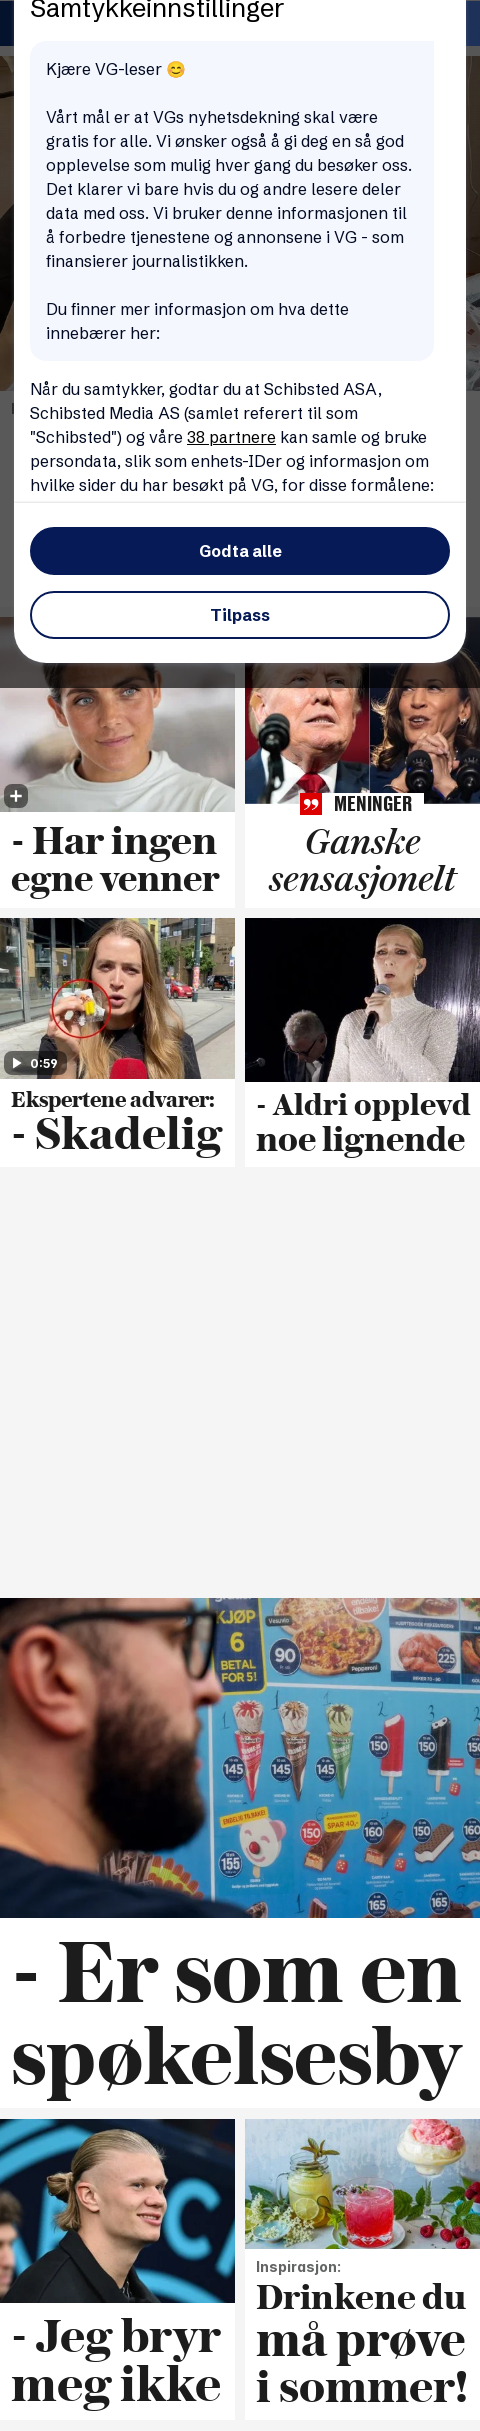 Samtykkeinnstillinger
Kjære VG-leser 😊
Vårt mål er at VGs nyhetsdekning skal være
gratis for alle. Vi ønsker også å gi deg en så god
opplevelse som mulig hver gang du besøker oss.
Det klarer vi bare hvis du og andre lesere deler
data med oss. Vi bruker denne informasjonen til
å forbedre tjenestene og annonsene i VG - som
finansierer journalistikken.
Du finner mer informasjon om hva dette
innebærer her:
Når du samtykker, godtar du at Schibsted ASA,
Schibsted Media AS (samlet referert til som
"Schibsted") og våre 38 partnere kan samle og bruke
persondata, slik som enhets-IDer og informasjon om
hvilke sider du har besøkt på VG, for disse formålene:
Godta alle
Tilpass
- Har ingen
egne venner
MENINGER
Ganske
sensasjonelt
0:59
Ekspertene advarer:
- Skadelig
- Aldri opplevd
noe lignende
KJØP
6
BETAL
FOR 5!
90
Vesuvio
Pepperoni
225
150
150
145
145
145
SPAR 40,-
155
150
160
150
160
165
165
- Er som en
spøkelsesby
- Jeg bryr
meg ikke
Inspirasjon:
Drinkene du
må prøve
i sommer!